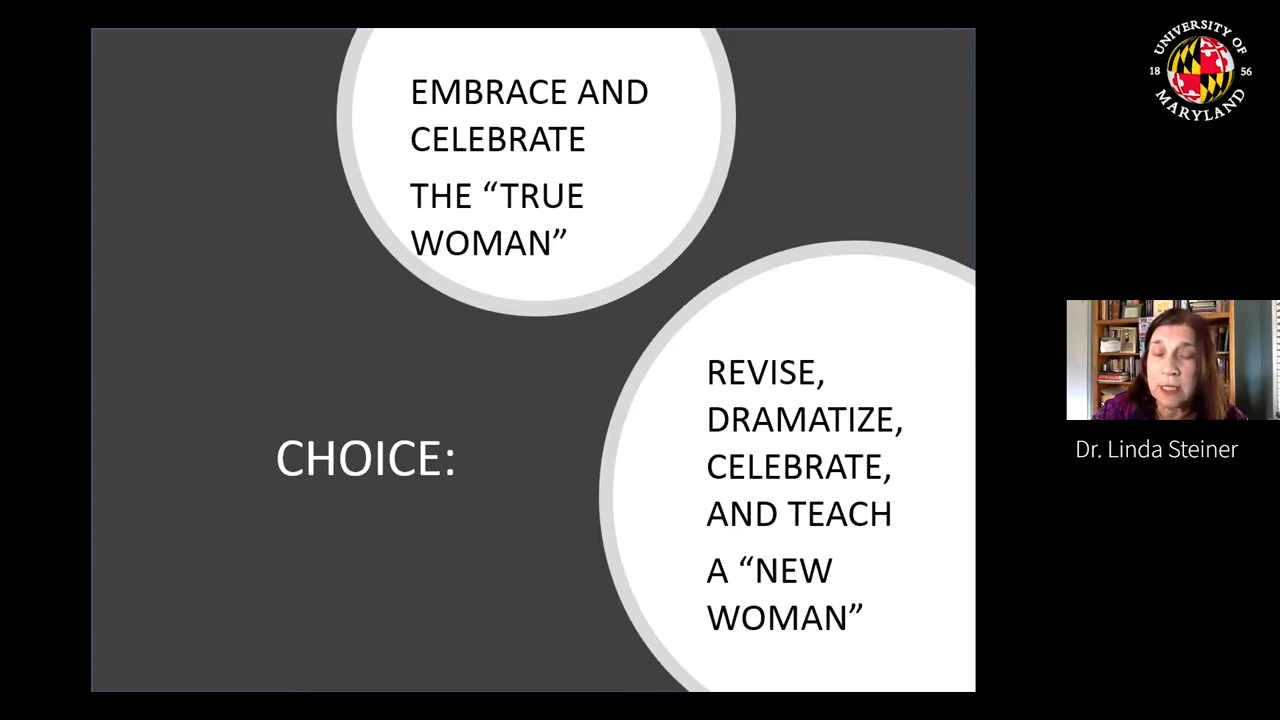 EMBRACE AND
CELEBRATE
THE “TRUE
WOMAN”
CHOICE:
REVISE,
DRAMATIZE,
CELEBRATE,
AND TEACH
A “NEW
WOMAN”
UNIVERSITY OF
18 56
MARYLAND
Dr. Linda Steiner